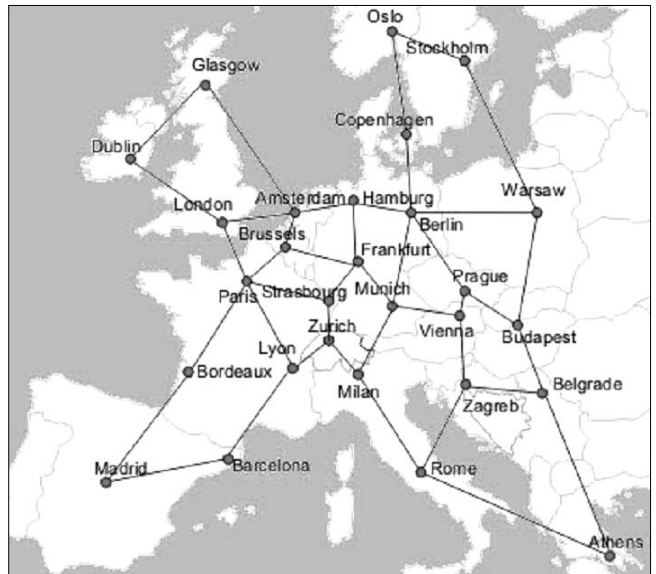 Oslo
Stockholm
Glasgow
Copenhagen
Dublin
London
Amsterdam
Hamburg
Warsaw
Berlin
Brussels
Frankfurt
Paris
Strasbourg
Munich
Prague
Vienna
Budapest
Zurich
Lyon
Bordeaux
Milan
Zagreb
Belgrade
Madrid
Barcelona
Rome
Athens